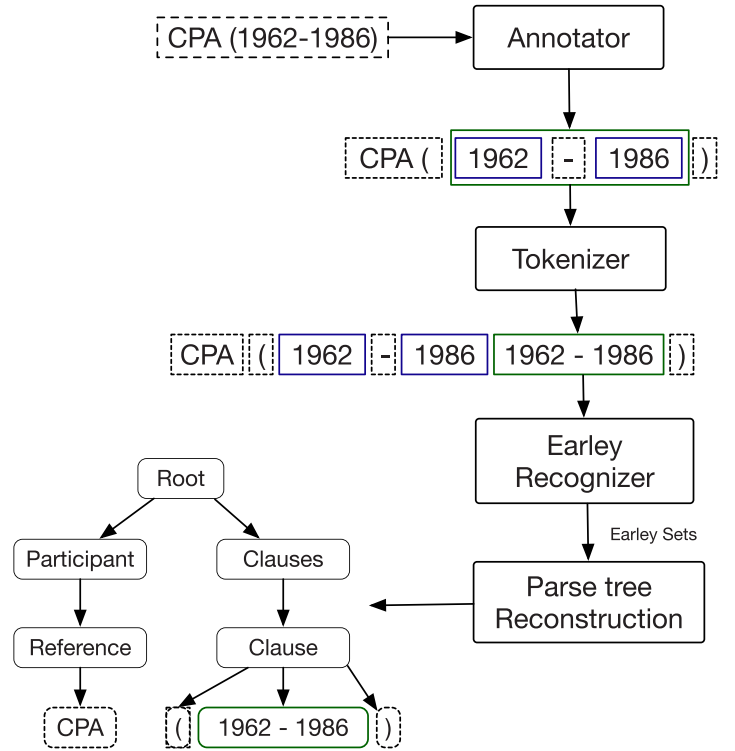 CPA (1962-1986)
Annotator
CPA ( 1962 - 1986 )
Tokenizer
CPA ( 1962 - 1986 1962 - 1986 )
Earley
Recognizer
Earley Sets
Parse tree
Reconstruction
Root
Participant Clauses
Reference Clause
CPA ( 1962 - 1986 )